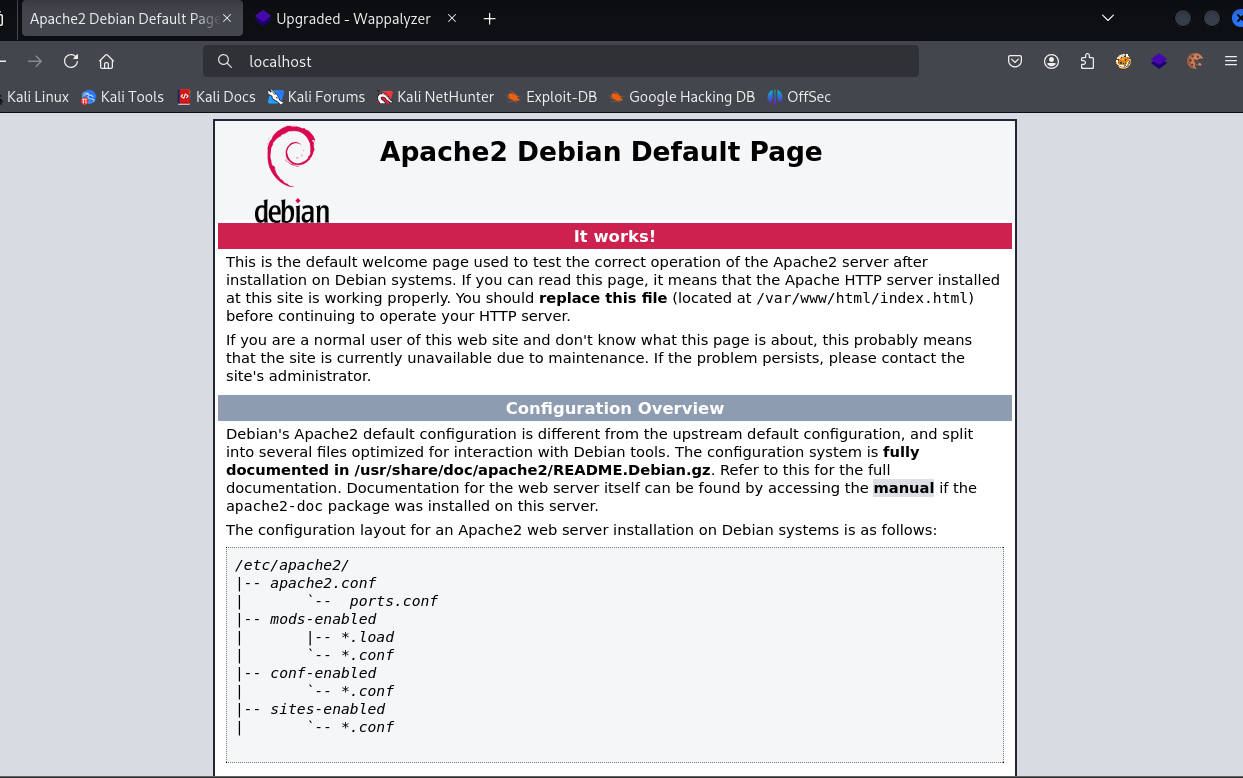 Apache2 Debian Default Page
Upgraded - Wappalyzer
localhost
Kali Linux Kali Tools Kali Docs Kali Forums Kali NetHunter Exploit-DB Google Hacking DB OffSec
debian
Apache2 Debian Default Page
It works!
This is the default welcome page used to test the correct operation of the Apache2 server after
installation on Debian systems. If you can read this page, it means that the Apache HTTP server installed
at this site is working properly. You should replace this file (located at /var/www/html/index.html)
before continuing to operate your HTTP server.
If you are a normal user of this web site and don't know what this page is about, this probably means
that the site is currently unavailable due to maintenance. If the problem persists, please contact the
site's administrator.
Configuration Overview
Debian's Apache2 default configuration is different from the upstream default configuration, and split
into several files optimized for interaction with Debian tools. The configuration system is fully
documented in /usr/share/doc/apache2/README.Debian.gz. Refer to this for the full
documentation. Documentation for the web server itself can be found by accessing the manual if the
apache2-doc package was installed on this server.
The configuration layout for an Apache2 web server installation on Debian systems is as follows:
/etc/apache2/
|-- apache2.conf
|       `--  ports.conf
|-- mods-enabled
|       |-- *.load
|       `-- *.conf
|-- conf-enabled
|       `-- *.conf
|-- sites-enabled
|       `-- *.conf